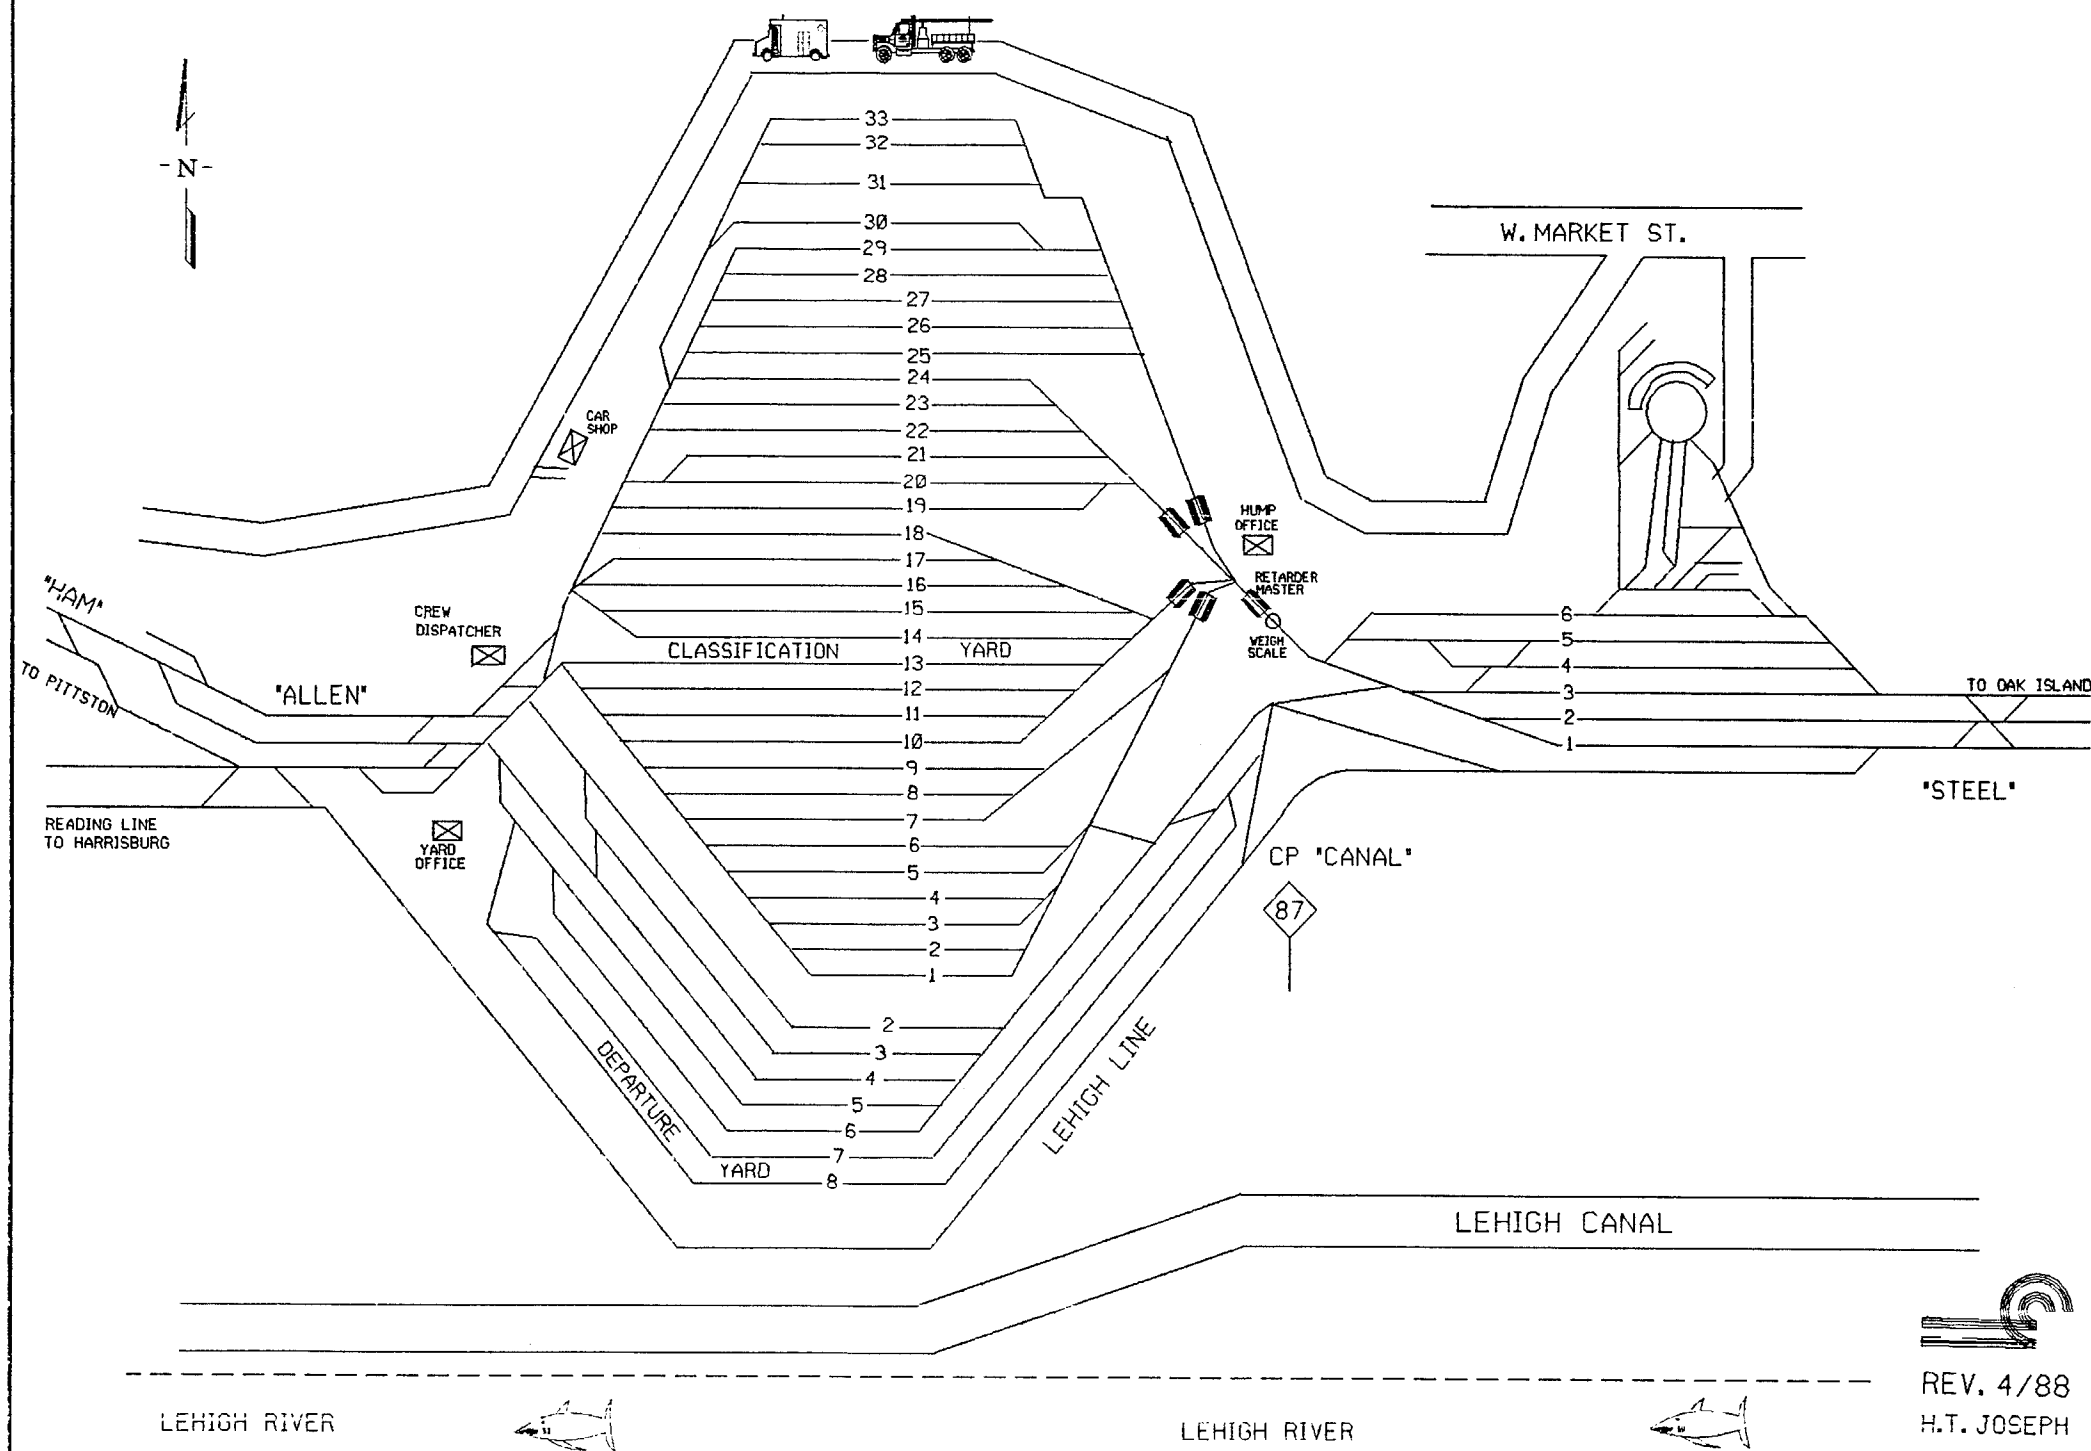 33
32
-N-
31
W. MARKET ST.
30
29
28
27
26
25
24
23
CAR
SHOP
22
21
20
19
HUMP
OFFICE
18
17
"HAM"
16
RETARDER
MASTER
CREW
DISPATCHER
15
14
CLASSIFICATION YARD
WEIGH
SCALE
13
12
11
10
9
8
7
6
5
4
3
2
1
6
5
4
3
2
1
TO OAK ISLAND
"STEEL"
TO PITTSTON
"ALLEN"
READING LINE
TO HARRISBURG
YARD
OFFICE
CP "CANAL"
87
2
3
4
5
6
7
8
DEPARTURE
YARD
LEHIGH LINE
LEHIGH CANAL
REV. 4/88
H.T. JOSEPH
LEHIGH RIVER
LEHIGH RIVER